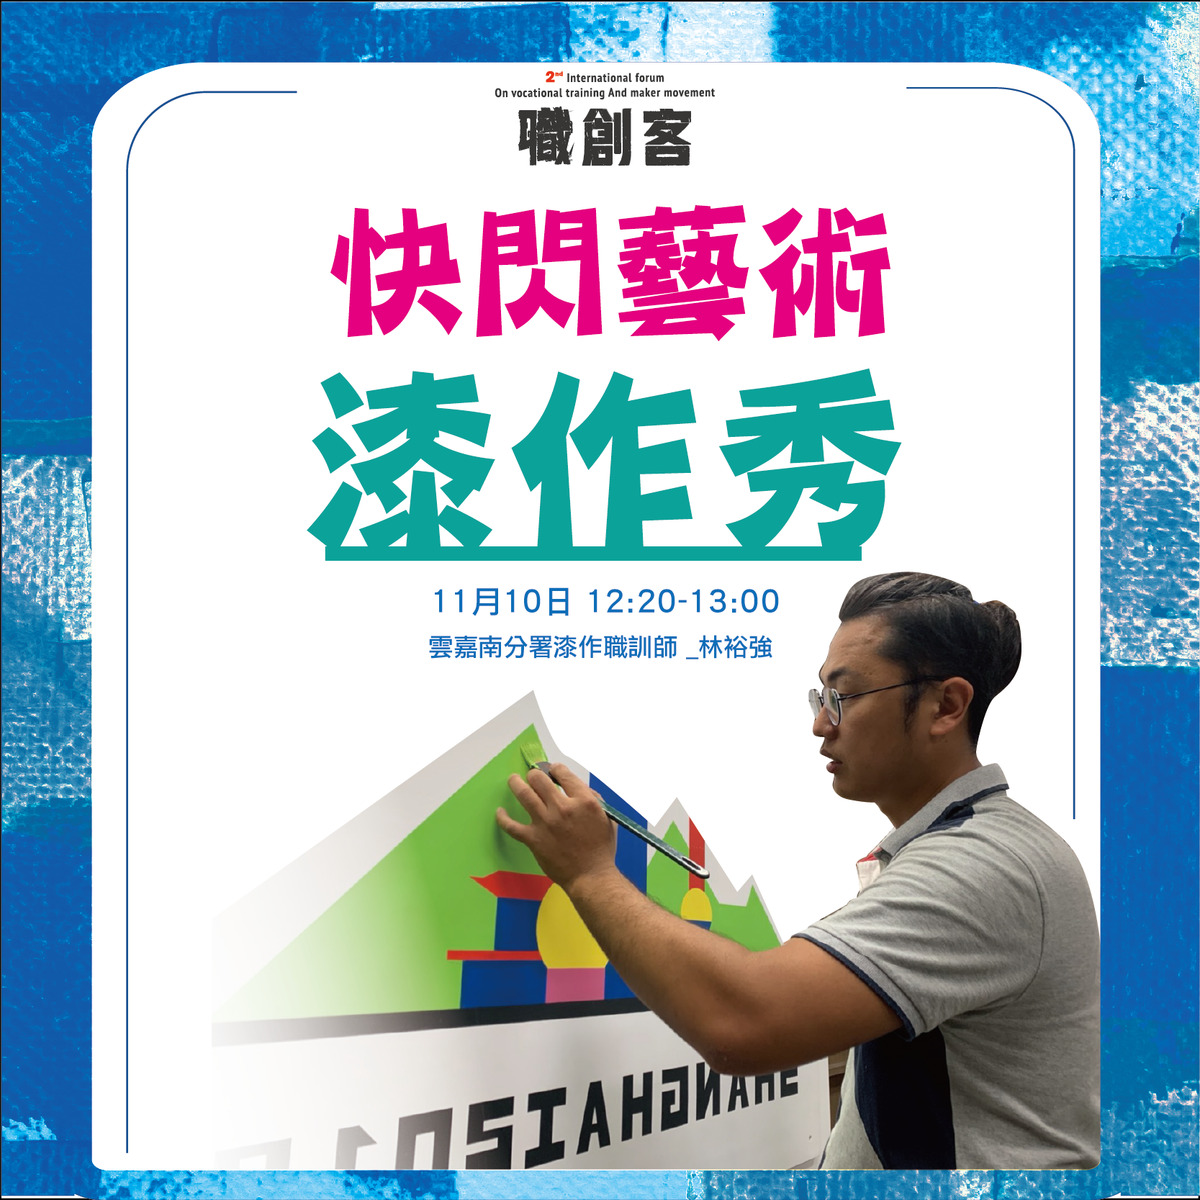 2nd International forum
On vocational training And maker movement
職創客
快閃藝術
漆作秀
11月10日 12:20-13:00
雲嘉南分署漆作職訓師 _林裕強
SHANGHAI